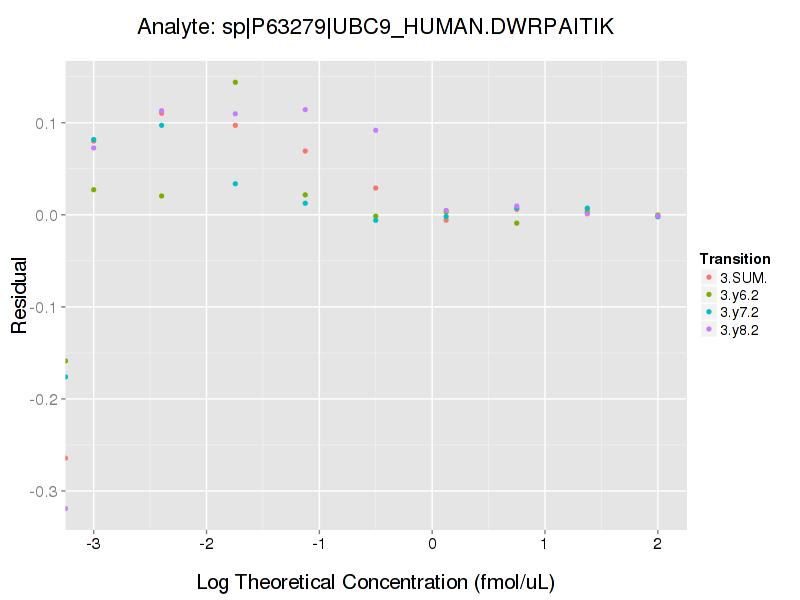 Analyte: sp|P63279|UBC9_HUMAN.DWRPAITIK
0.1
0.0
-0.1
-0.2
-0.3
Residual
-3 -2 -1 0 1 2
Log Theoretical Concentration (fmol/uL)
Transition
3.SUM.
3.y6.2
3.y7.2
3.y8.2